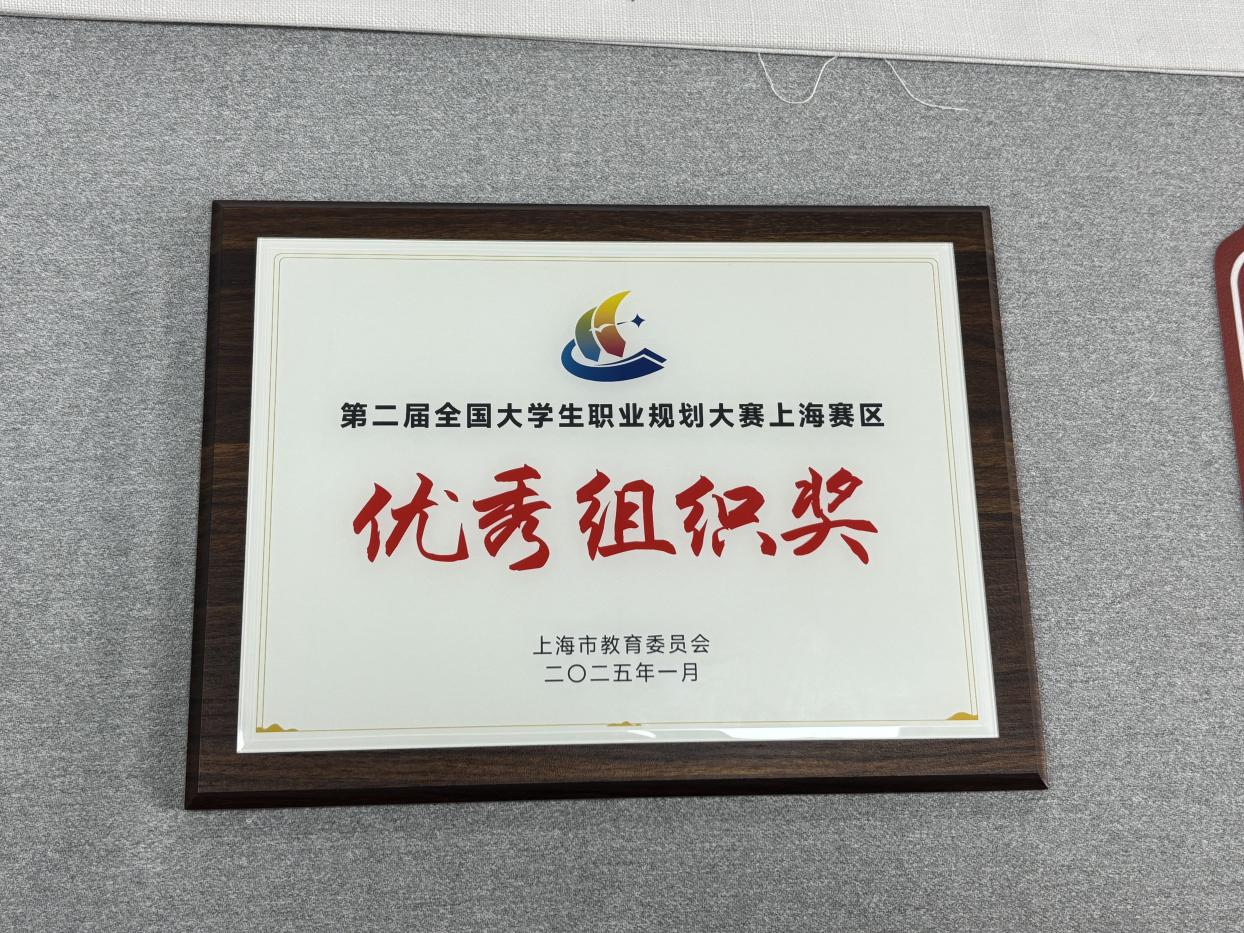 第二届全国大学生职业规划大赛上海赛区
优秀组织奖
上海市教育委员会
二〇二五年一月